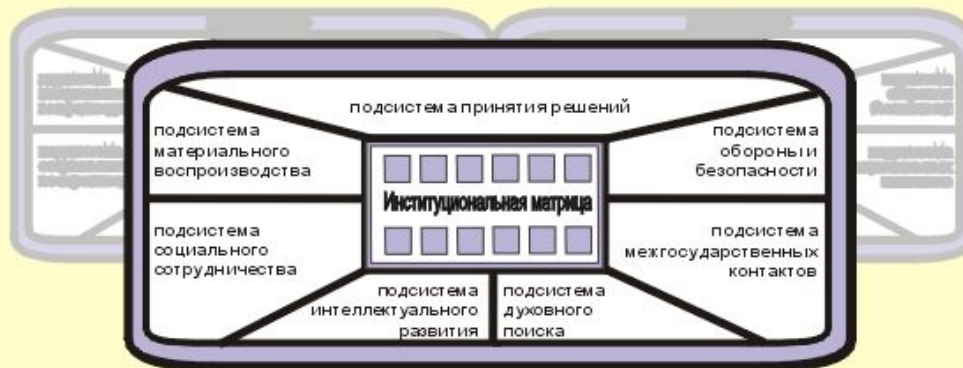 подсистема принятия решений
подсистема
материального
воспроизводства
подсистема
обороны и
безопасности
Институциональная матрица
подсистема
социального
сотрудничества
подсистема
межгосударственных
контактов
подсистема
интеллектуального
развития
подсистема
духовного
поиска